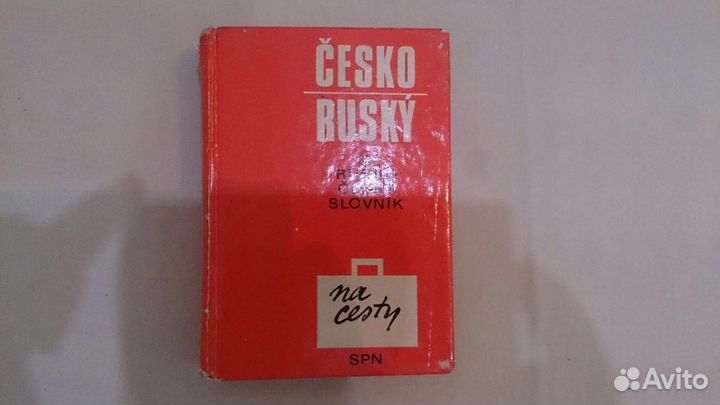 ČESKO
RUSKÝ
SLOVNÍK
na
cesty
SPN
Avito